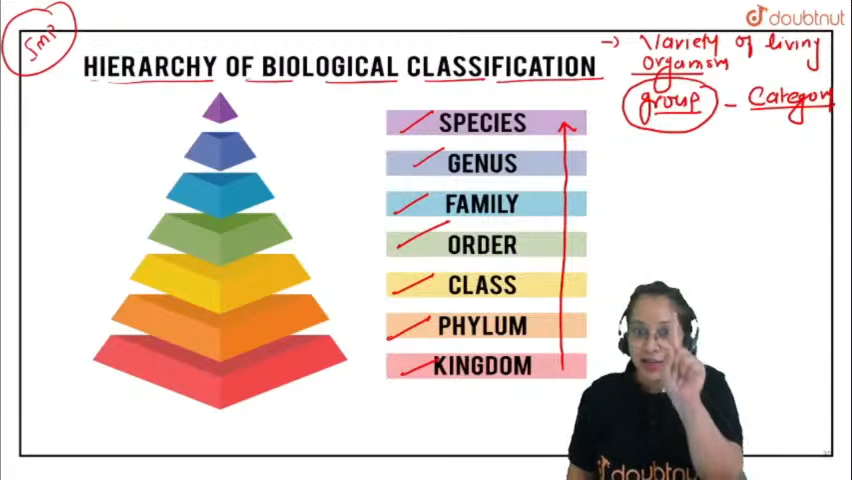 doubtnut
Imp
HIERARCHY OF BIOLOGICAL CLASSIFICATION
→ Variety of living
Organism
group - Category
SPECIES
GENUS
FAMILY
ORDER
CLASS
PHYLUM
KINGDOM
doubtnut